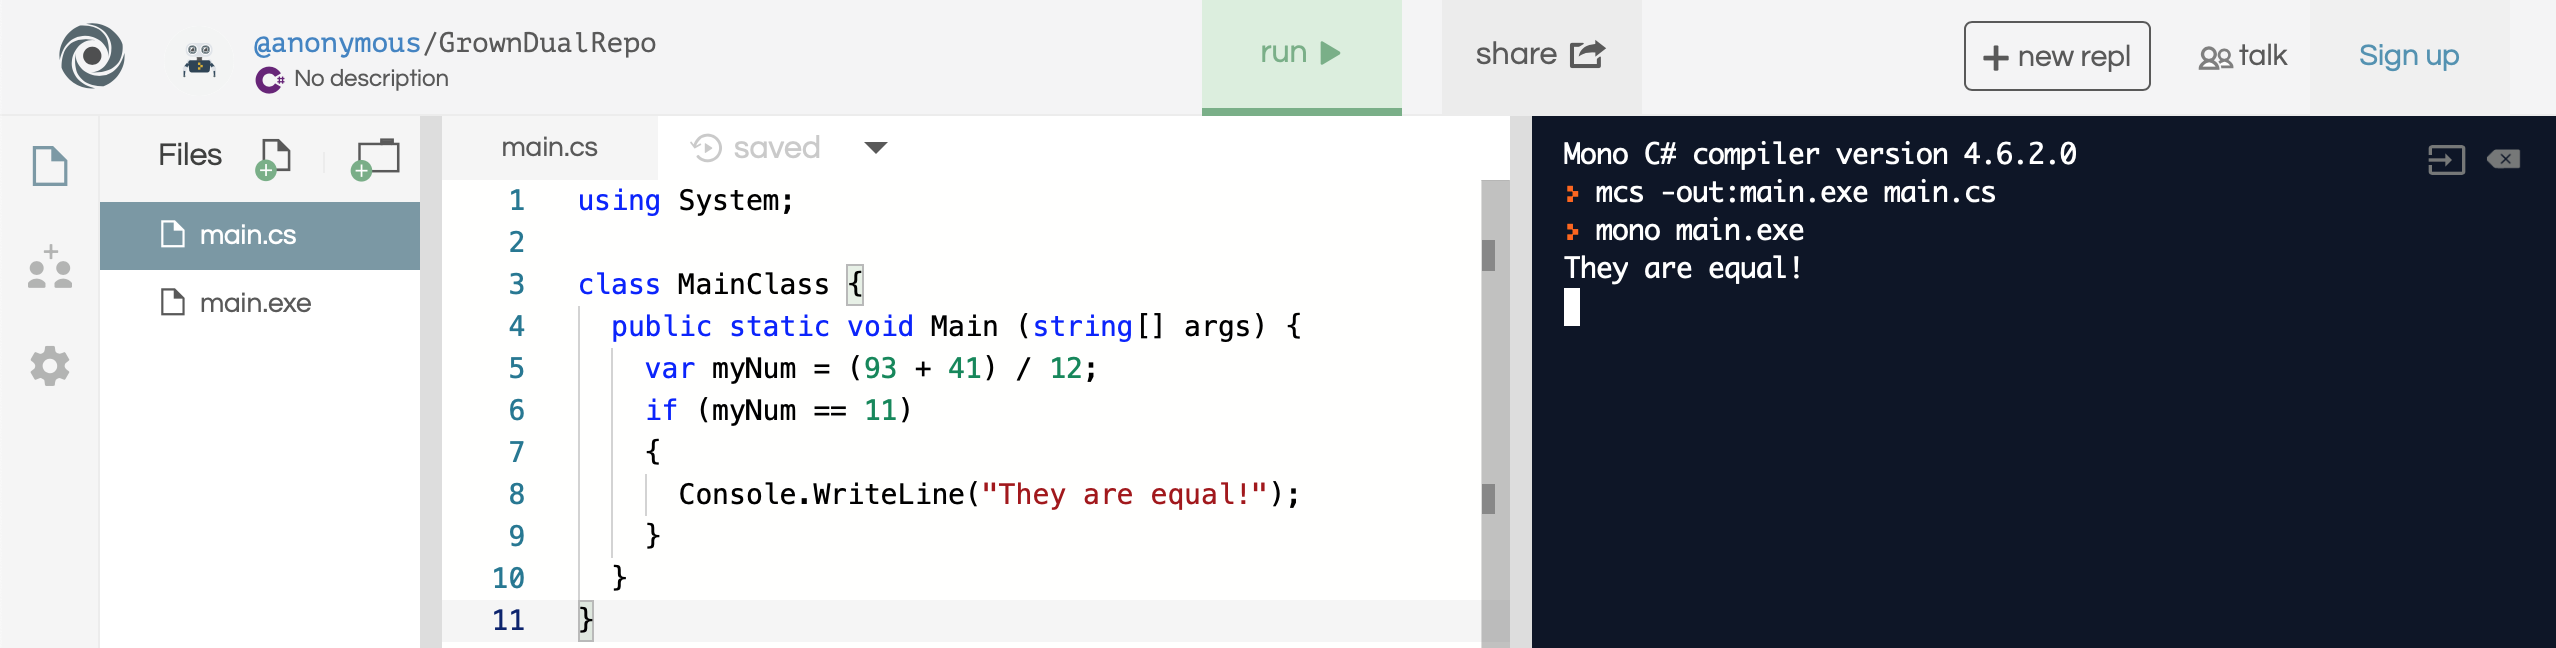 @anonymous/GrownDualRepo
C# No description
run
share
+ new repl
talk
Sign up
Files
main.cs
main.exe
main.cs
saved
1 using System;
2
3 class MainClass {
4 public static void Main (string[] args) {
5 var myNum = (93 + 41) / 12;
6 if (myNum == 11)
7 {
8 Console.WriteLine("They are equal!");
9 }
10 }
11 }
Mono C# compiler version 4.6.2.0
mcs -out:main.exe main.cs
mono main.exe
They are equal!